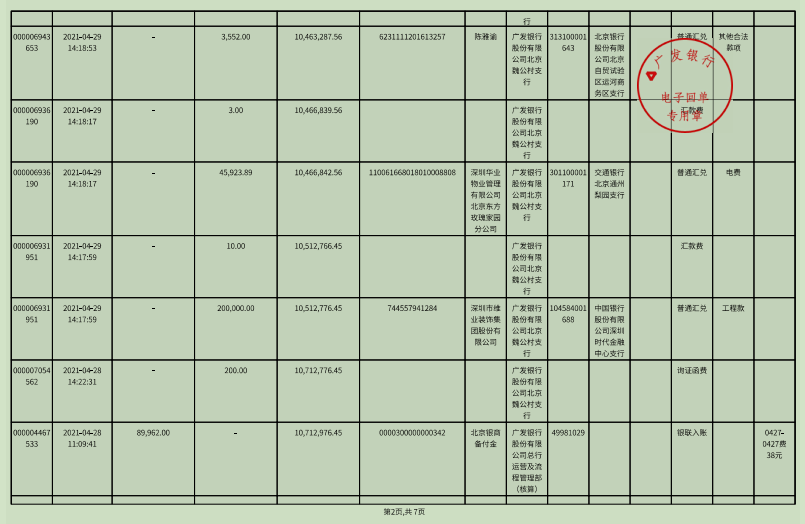 行
000006943653 2021-04-29 14:18:53 – 3,552.00 10,463,287.56 6231111201613257 陈雅谕 广发银行股份有限公司北京魏公村支行 313100001643 北京银行股份有限公司北京自贸试验区运河商务区支行 普通汇兑 其他合法款项
广发银行
电子回单
专用章
000006936190 2021-04-29 14:18:17 – 3.00 10,466,839.56 广发银行股份有限公司北京魏公村支行 汇款费
000006936190 2021-04-29 14:18:17 – 45,923.89 10,466,842.56 110061668018010008808 深圳华业物业管理有限公司北京东方玫瑰家园分公司 广发银行股份有限公司北京魏公村支行 301100001171 交通银行北京通州梨园支行 普通汇兑 电费
000006931951 2021-04-29 14:17:59 – 10.00 10,512,766.45 广发银行股份有限公司北京魏公村支行 汇款费
000006931951 2021-04-29 14:17:59 – 200,000.00 10,512,776.45 744557941284 深圳市维业装饰集团股份有限公司 广发银行股份有限公司北京魏公村支行 104584001688 中国银行股份有限公司深圳时代金融中心支行 普通汇兑 工程款
000007054562 2021-04-28 14:22:31 – 200.00 10,712,776.45 广发银行股份有限公司北京魏公村支行 询证函费
000004467533 2021-04-28 11:09:41 89,962.00 – 10,712,976.45 0000300000000342 北京银商备付金 广发银行股份有限公司总行运营及流程管理部（核算） 49981029 银联入账 0427-0427费38元
第2页,共7页